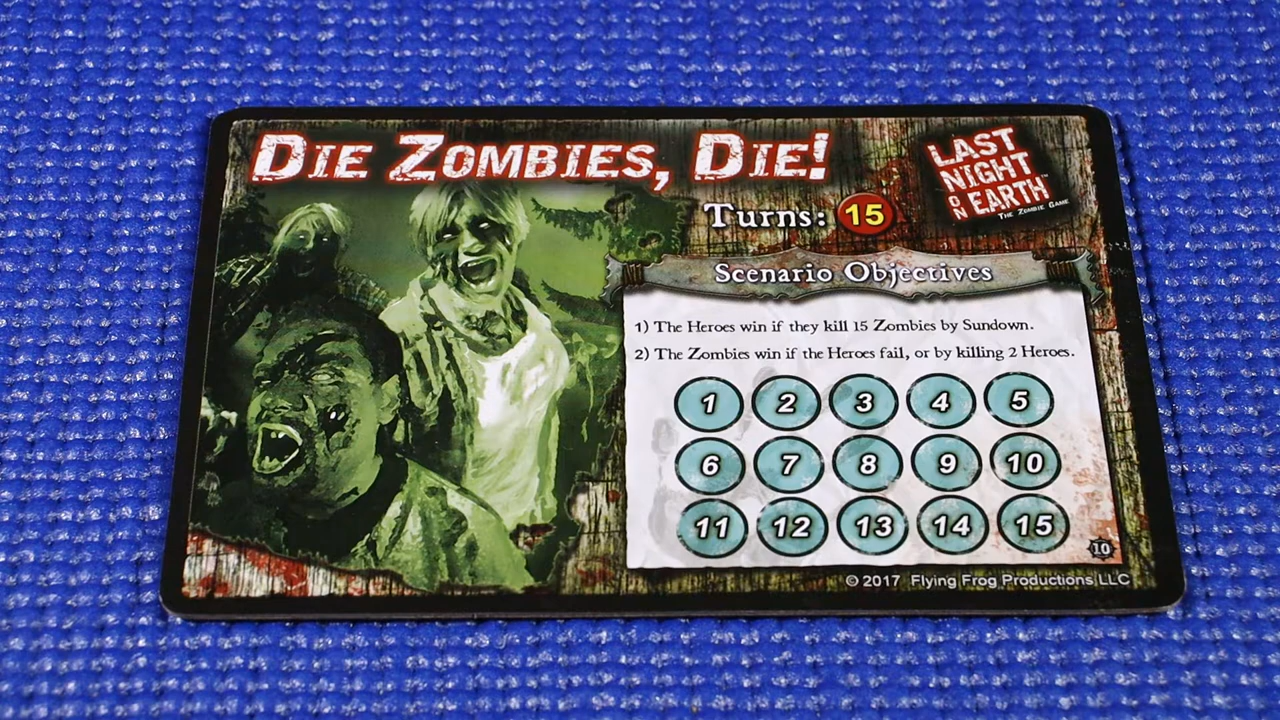 DIE ZOMBIES, DIE!
LAST
NIGHT
ON EARTH™
THE ZOMBIE GAME
Turns: 15
Scenario Objectives
1) The Heroes win if they kill 15 Zombies by Sundown.
2) The Zombies win if the Heroes fail, or by killing 2 Heroes.
1 2 3 4 5
6 7 8 9 10
11 12 13 14 15
10
© 2017 Flying Frog Productions LLC